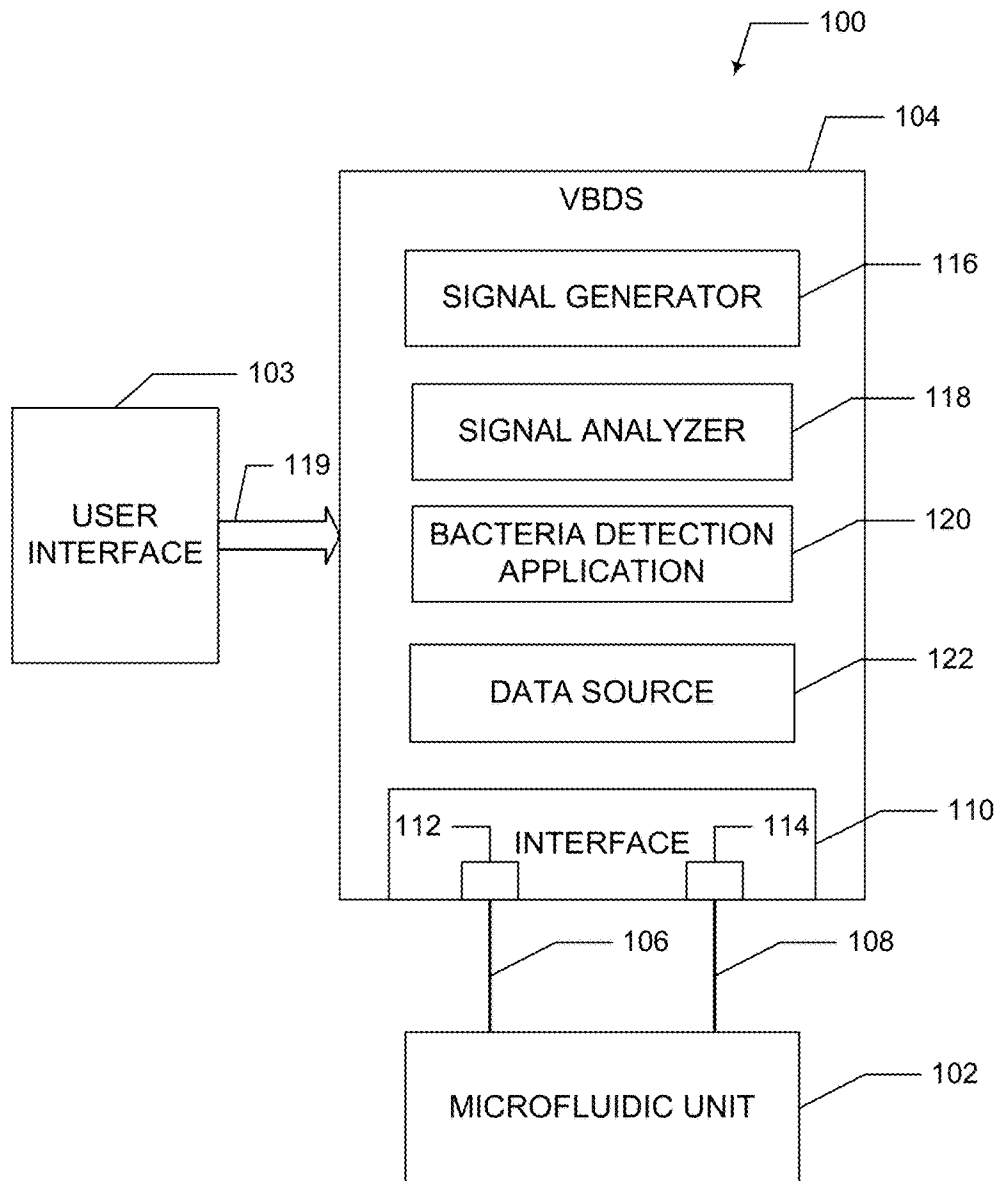 100
104
VBDS
116
SIGNAL GENERATOR
103
118
SIGNAL ANALYZER
119
USER
INTERFACE
120
BACTERIA DETECTION
APPLICATION
122
DATA SOURCE
110
112
INTERFACE
114
106
108
102
MICROFLUIDIC UNIT